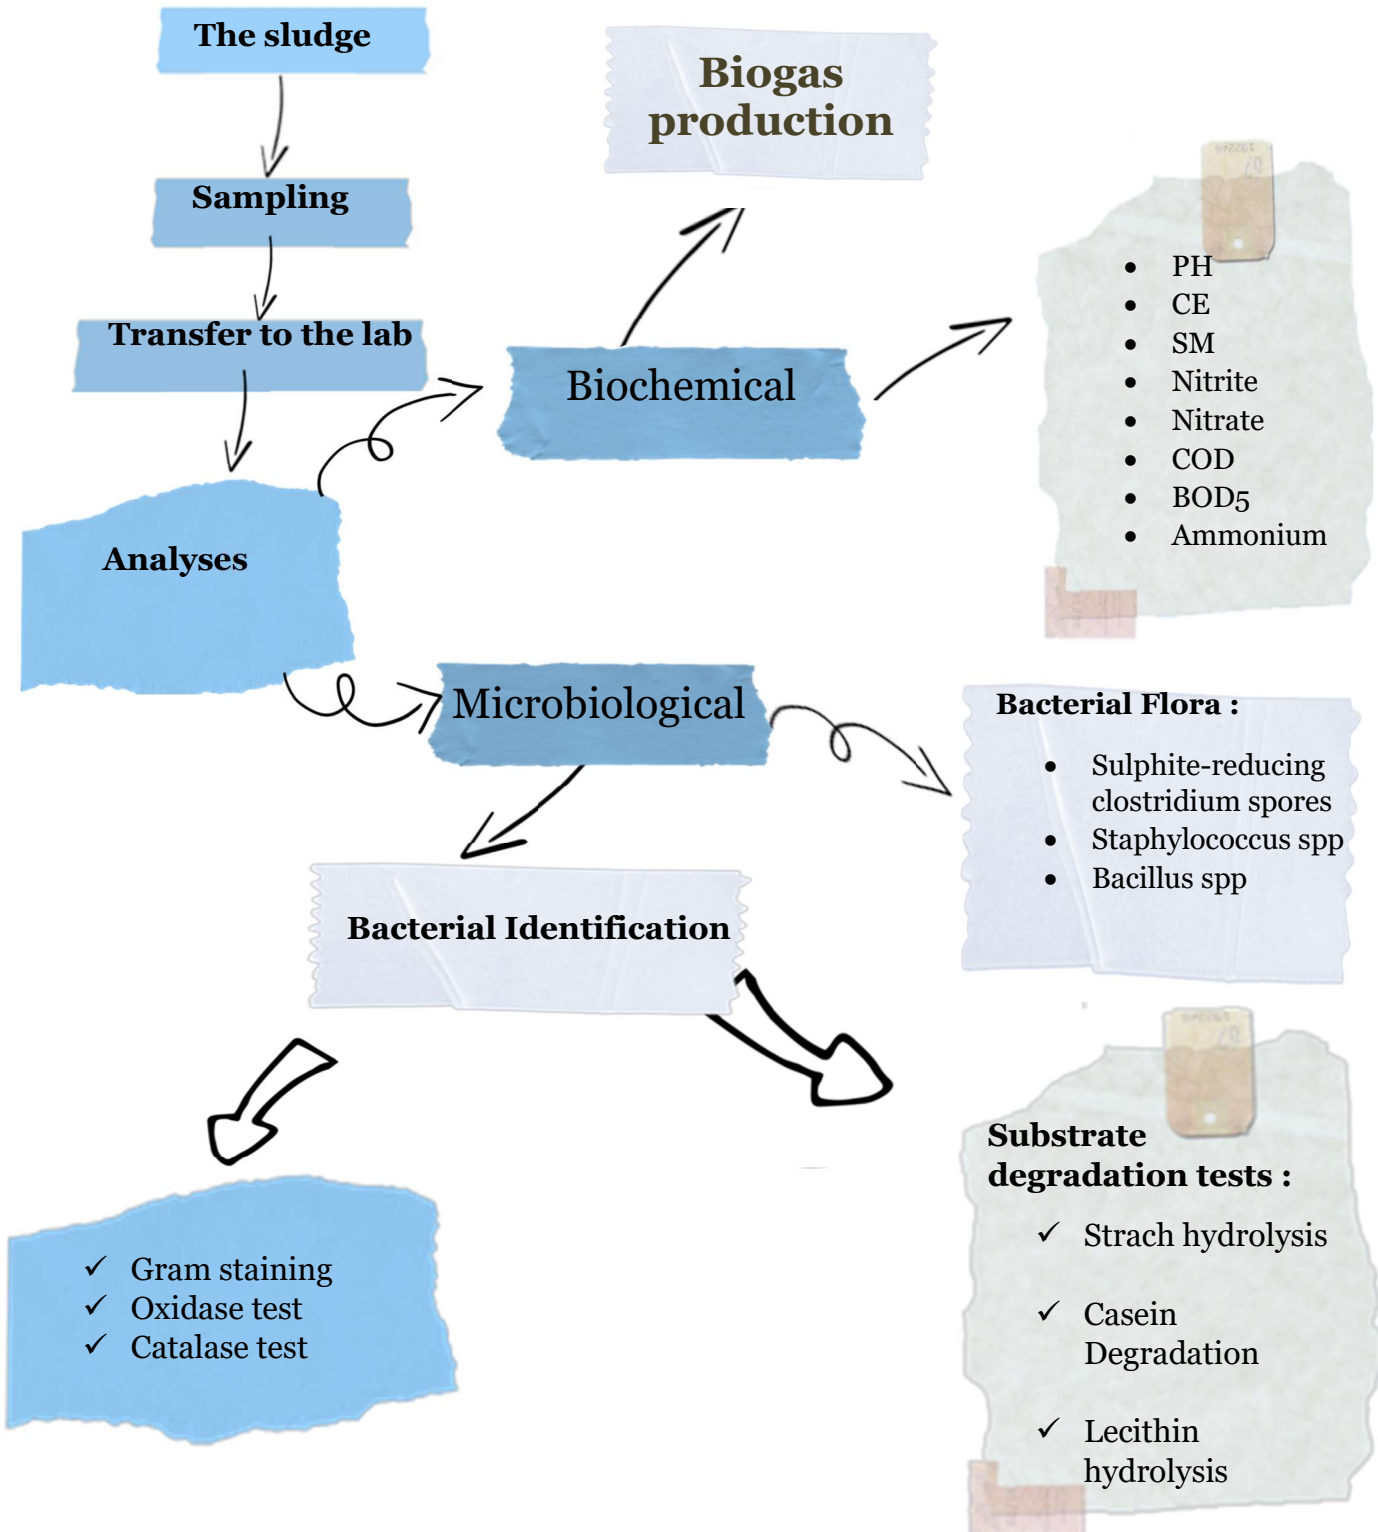 The sludge
Sampling
Transfer to the lab
Analyses
Biochemical
Biogas
production
• PH
• CE
• SM
• Nitrite
• Nitrate
• COD
• BOD5
• Ammonium
Microbiological
Bacterial Flora :
• Sulphite-reducing
clostridium spores
• Staphylococcus spp
• Bacillus spp
Bacterial Identification
✓ Gram staining
✓ Oxidase test
✓ Catalase test
Substrate
degradation tests :
✓ Strach hydrolysis
✓ Casein
Degradation
✓ Lecithin
hydrolysis